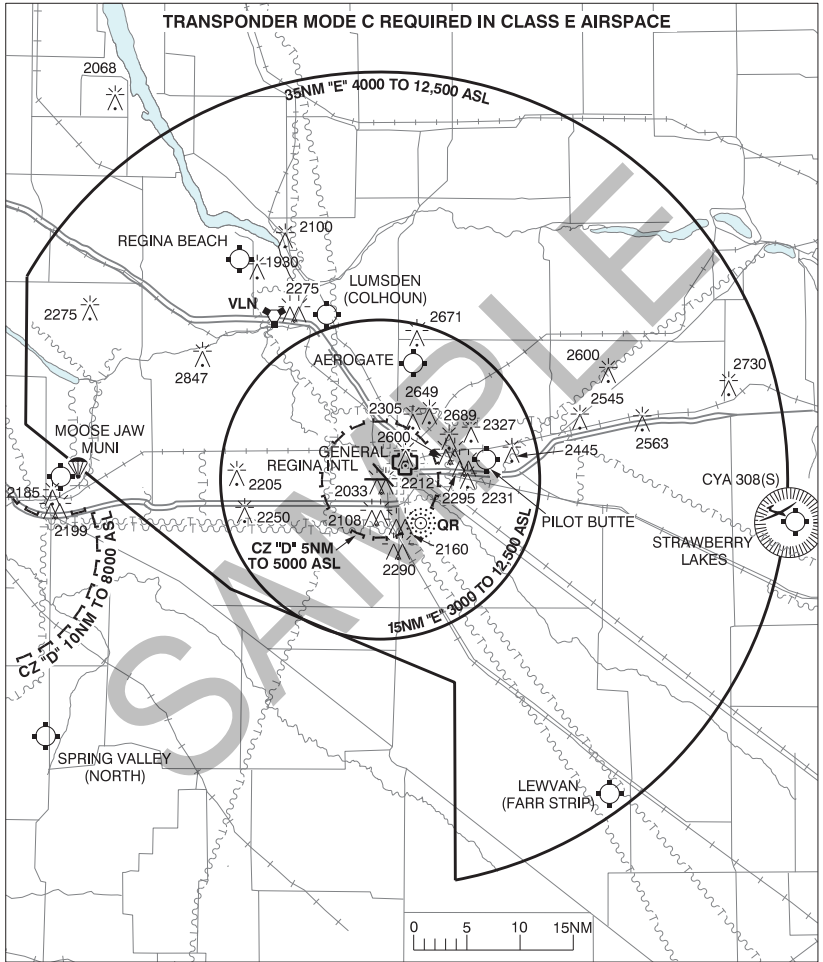 TRANSPONDER MODE C REQUIRED IN CLASS E AIRSPACE
2068
35NM "E" 4000 TO 12,500 ASL
2100
REGINA BEACH
1930
VLN
2275
LUMSDEN
(COLHOUN)
2275
2671
AEROGATE
2847
2600
2730
2649
2545
2305
2689
2327
2563
MOOSE JAW
MUNI
2600
GENERAL
2445
REGINA INTL
CYA 308(S)
2185
2205
2033
2212
2295
2231
2199
2250
2108
QR
PILOT BUTTE
STRAWBERRY
LAKES
CZ "D" 5NM
TO 5000 ASL
2160
2290
15NM "E" 3000 TO 12,500 ASL
CZ "D" 10NM TO 8000 ASL
SAMPLE
SPRING VALLEY
(NORTH)
LEWVAN
(FARR STRIP)
0 5 10 15NM